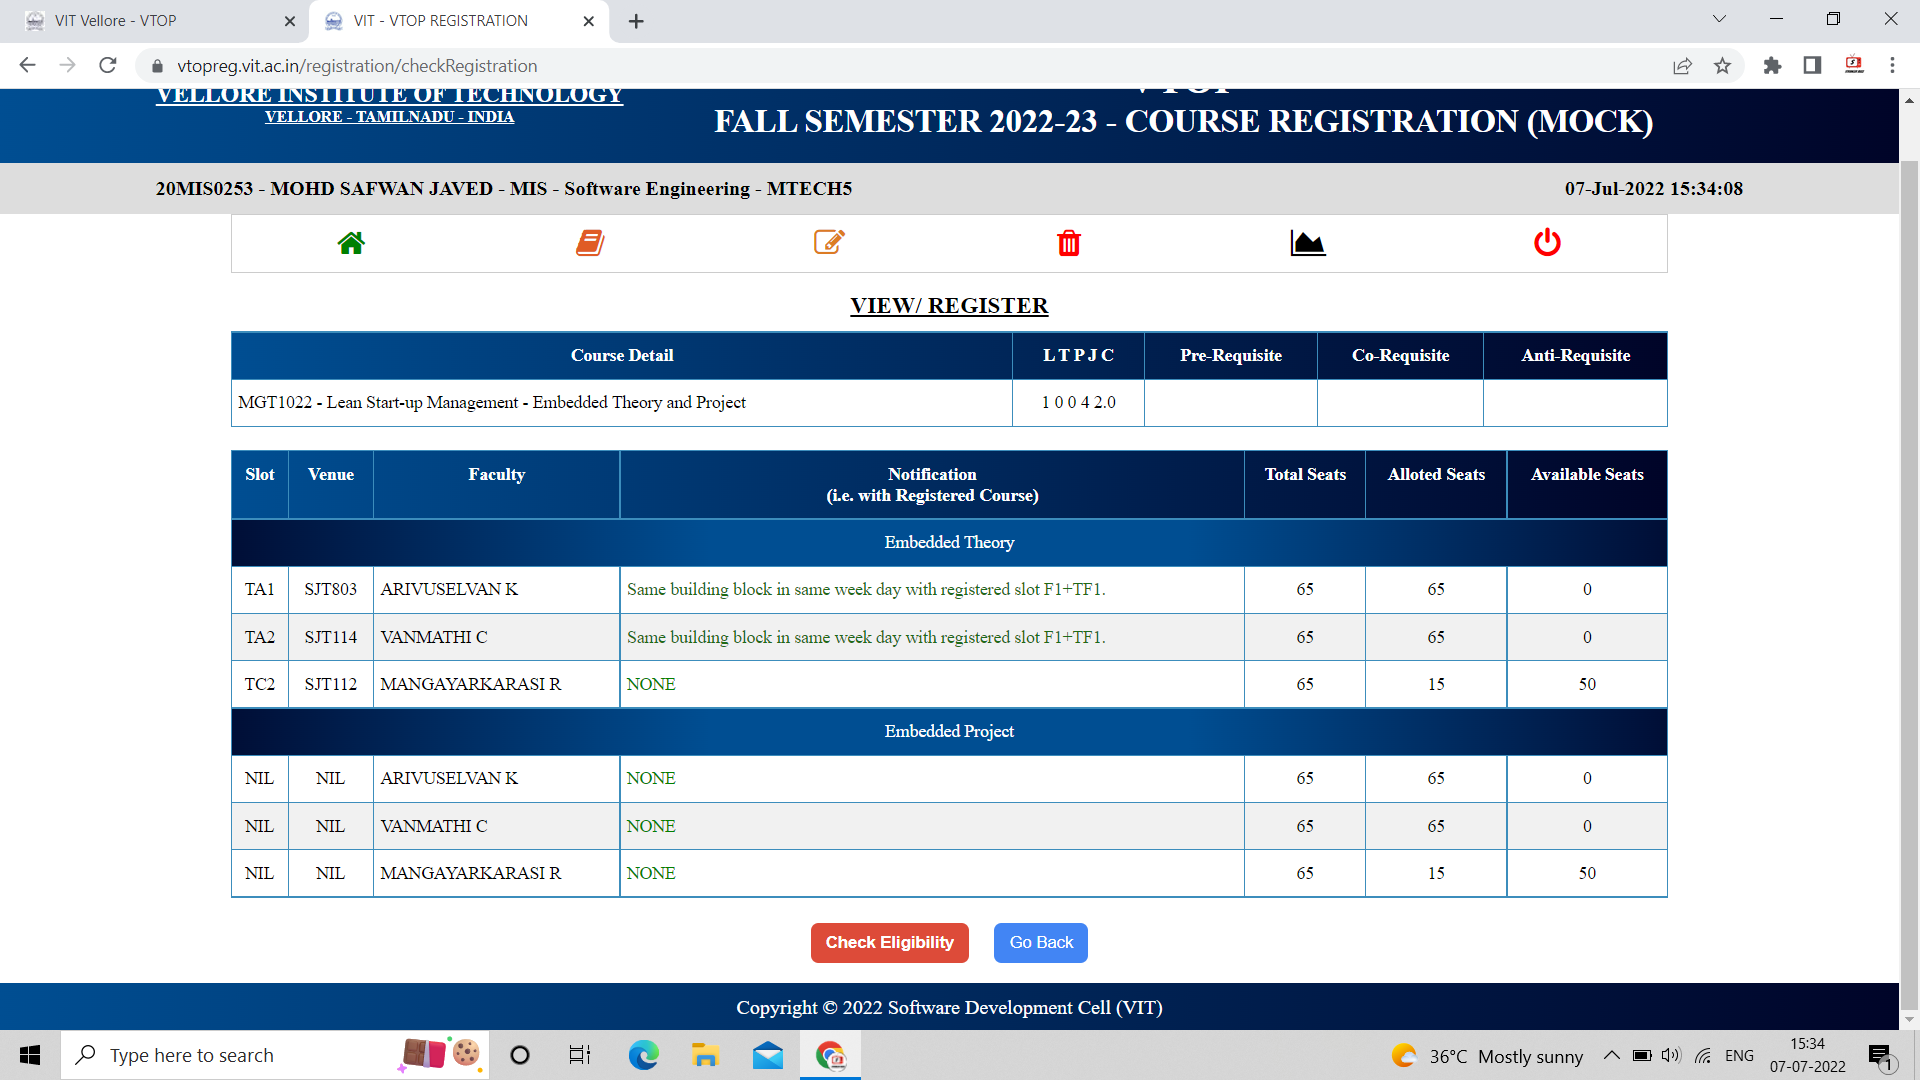 VIT Vellore - VTOP
VIT - VTOP REGISTRATION
vtopreg.vit.ac.in/registration/checkRegistration
VELLORE INSTITUTE OF TECHNOLOGY
VELLORE - TAMILNADU - INDIA
VTOP
FALL SEMESTER 2022-23 - COURSE REGISTRATION (MOCK)
20MIS0253 - MOHD SAFWAN JAVED - MIS - Software Engineering - MTECH5
07-Jul-2022 15:34:08
VIEW/ REGISTER
Course Detail L T P J C Pre-Requisite Co-Requisite Anti-Requisite
MGT1022 - Lean Start-up Management - Embedded Theory and Project 1 0 0 4 2.0
Slot Venue Faculty Notification Total Seats Alloted Seats Available Seats
(i.e. with Registered Course)
Embedded Theory
TA1 SJT803 ARIVUSELVAN K Same building block in same week day with registered slot F1+TF1. 65 65 0
TA2 SJT114 VANMATHI C Same building block in same week day with registered slot F1+TF1. 65 65 0
TC2 SJT112 MANGAYARKARASI R NONE 65 15 50
Embedded Project
NIL NIL ARIVUSELVAN K NONE 65 65 0
NIL NIL VANMATHI C NONE 65 65 0
NIL NIL MANGAYARKARASI R NONE 65 15 50
Check Eligibility Go Back
Copyright © 2022 Software Development Cell (VIT)
Type here to search
36°C Mostly sunny
ENG
15:34
07-07-2022
1